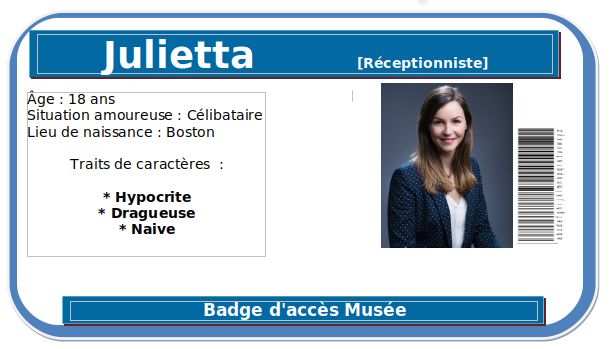 Julietta
[Réceptionniste]
Âge : 18 ans
Situation amoureuse : Célibataire
Lieu de naissance : Boston
Traits de caractères  :
* Hypocrite
* Dragueuse
* Naive
Badge d'accès Musée